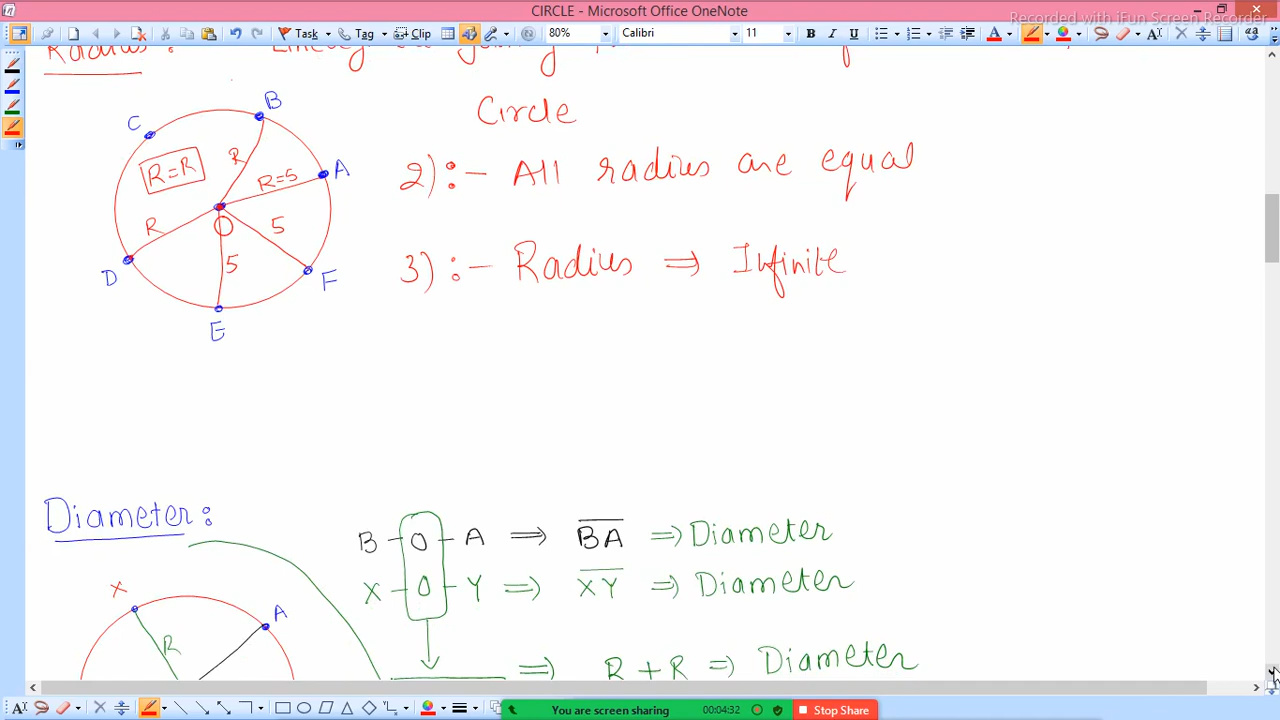 CIRCLE - Microsoft Office OneNote
Recorded with iFun Screen Recorder
80%
Task
Tag
Clip
Calibri
11
B I U
Radius :
Circle
2) :- All radius are equal
3) :- Radius ⇒ Infinite
B
C
A
R=R
R
R=5
O
5
R
5
D
F
E
Diameter :
B - O - A ⇒ BA ⇒ Diameter
X - O - Y ⇒ XY ⇒ Diameter
⇒ R + R ⇒ Diameter
X
A
R
You are screen sharing
00:04:32
Stop Share